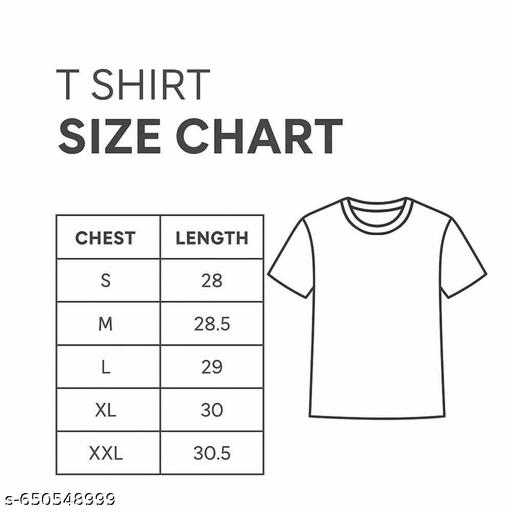 T SHIRT
SIZE CHART
CHEST LENGTH
S 28
M 28.5
L 29
XL 30
XXL 30.5
s-650548999